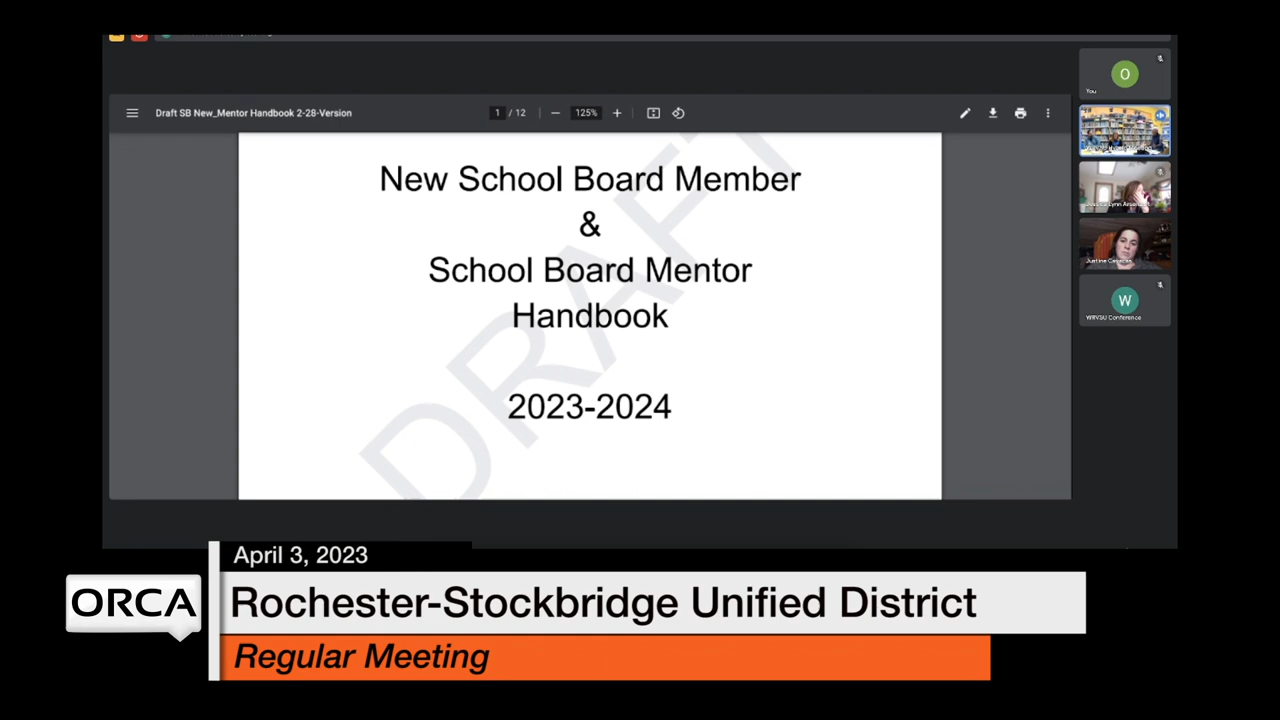 Draft SB New_Mentor Handbook 2-28-Version
1 / 12
125%
New School Board Member
&
School Board Mentor
Handbook
2023-2024
DRAFT
O
You
W
WRVSU Conference
April 3, 2023
ORCA
Rochester-Stockbridge Unified District
Regular Meeting